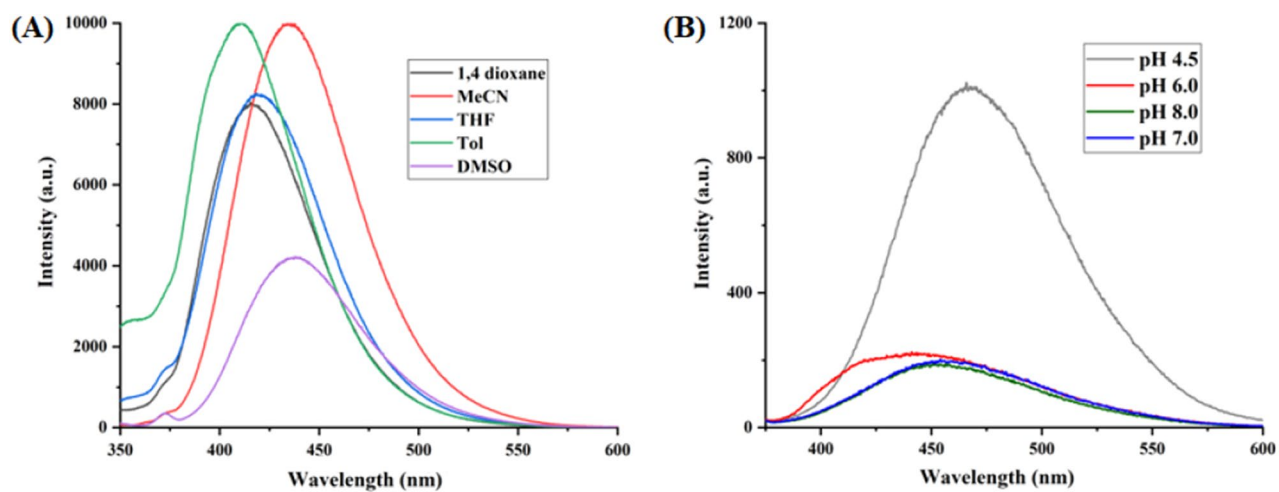 (A)
10000
8000
6000
4000
2000
0
Intensity (a.u.)
350
400
450
500
550
600
Wavelength (nm)
1,4 dioxane
MeCN
THF
Tol
DMSO
(B)
1200
800
400
0
Intensity (a.u.)
400
450
500
550
600
Wavelength (nm)
pH 4.5
pH 6.0
pH 8.0
pH 7.0